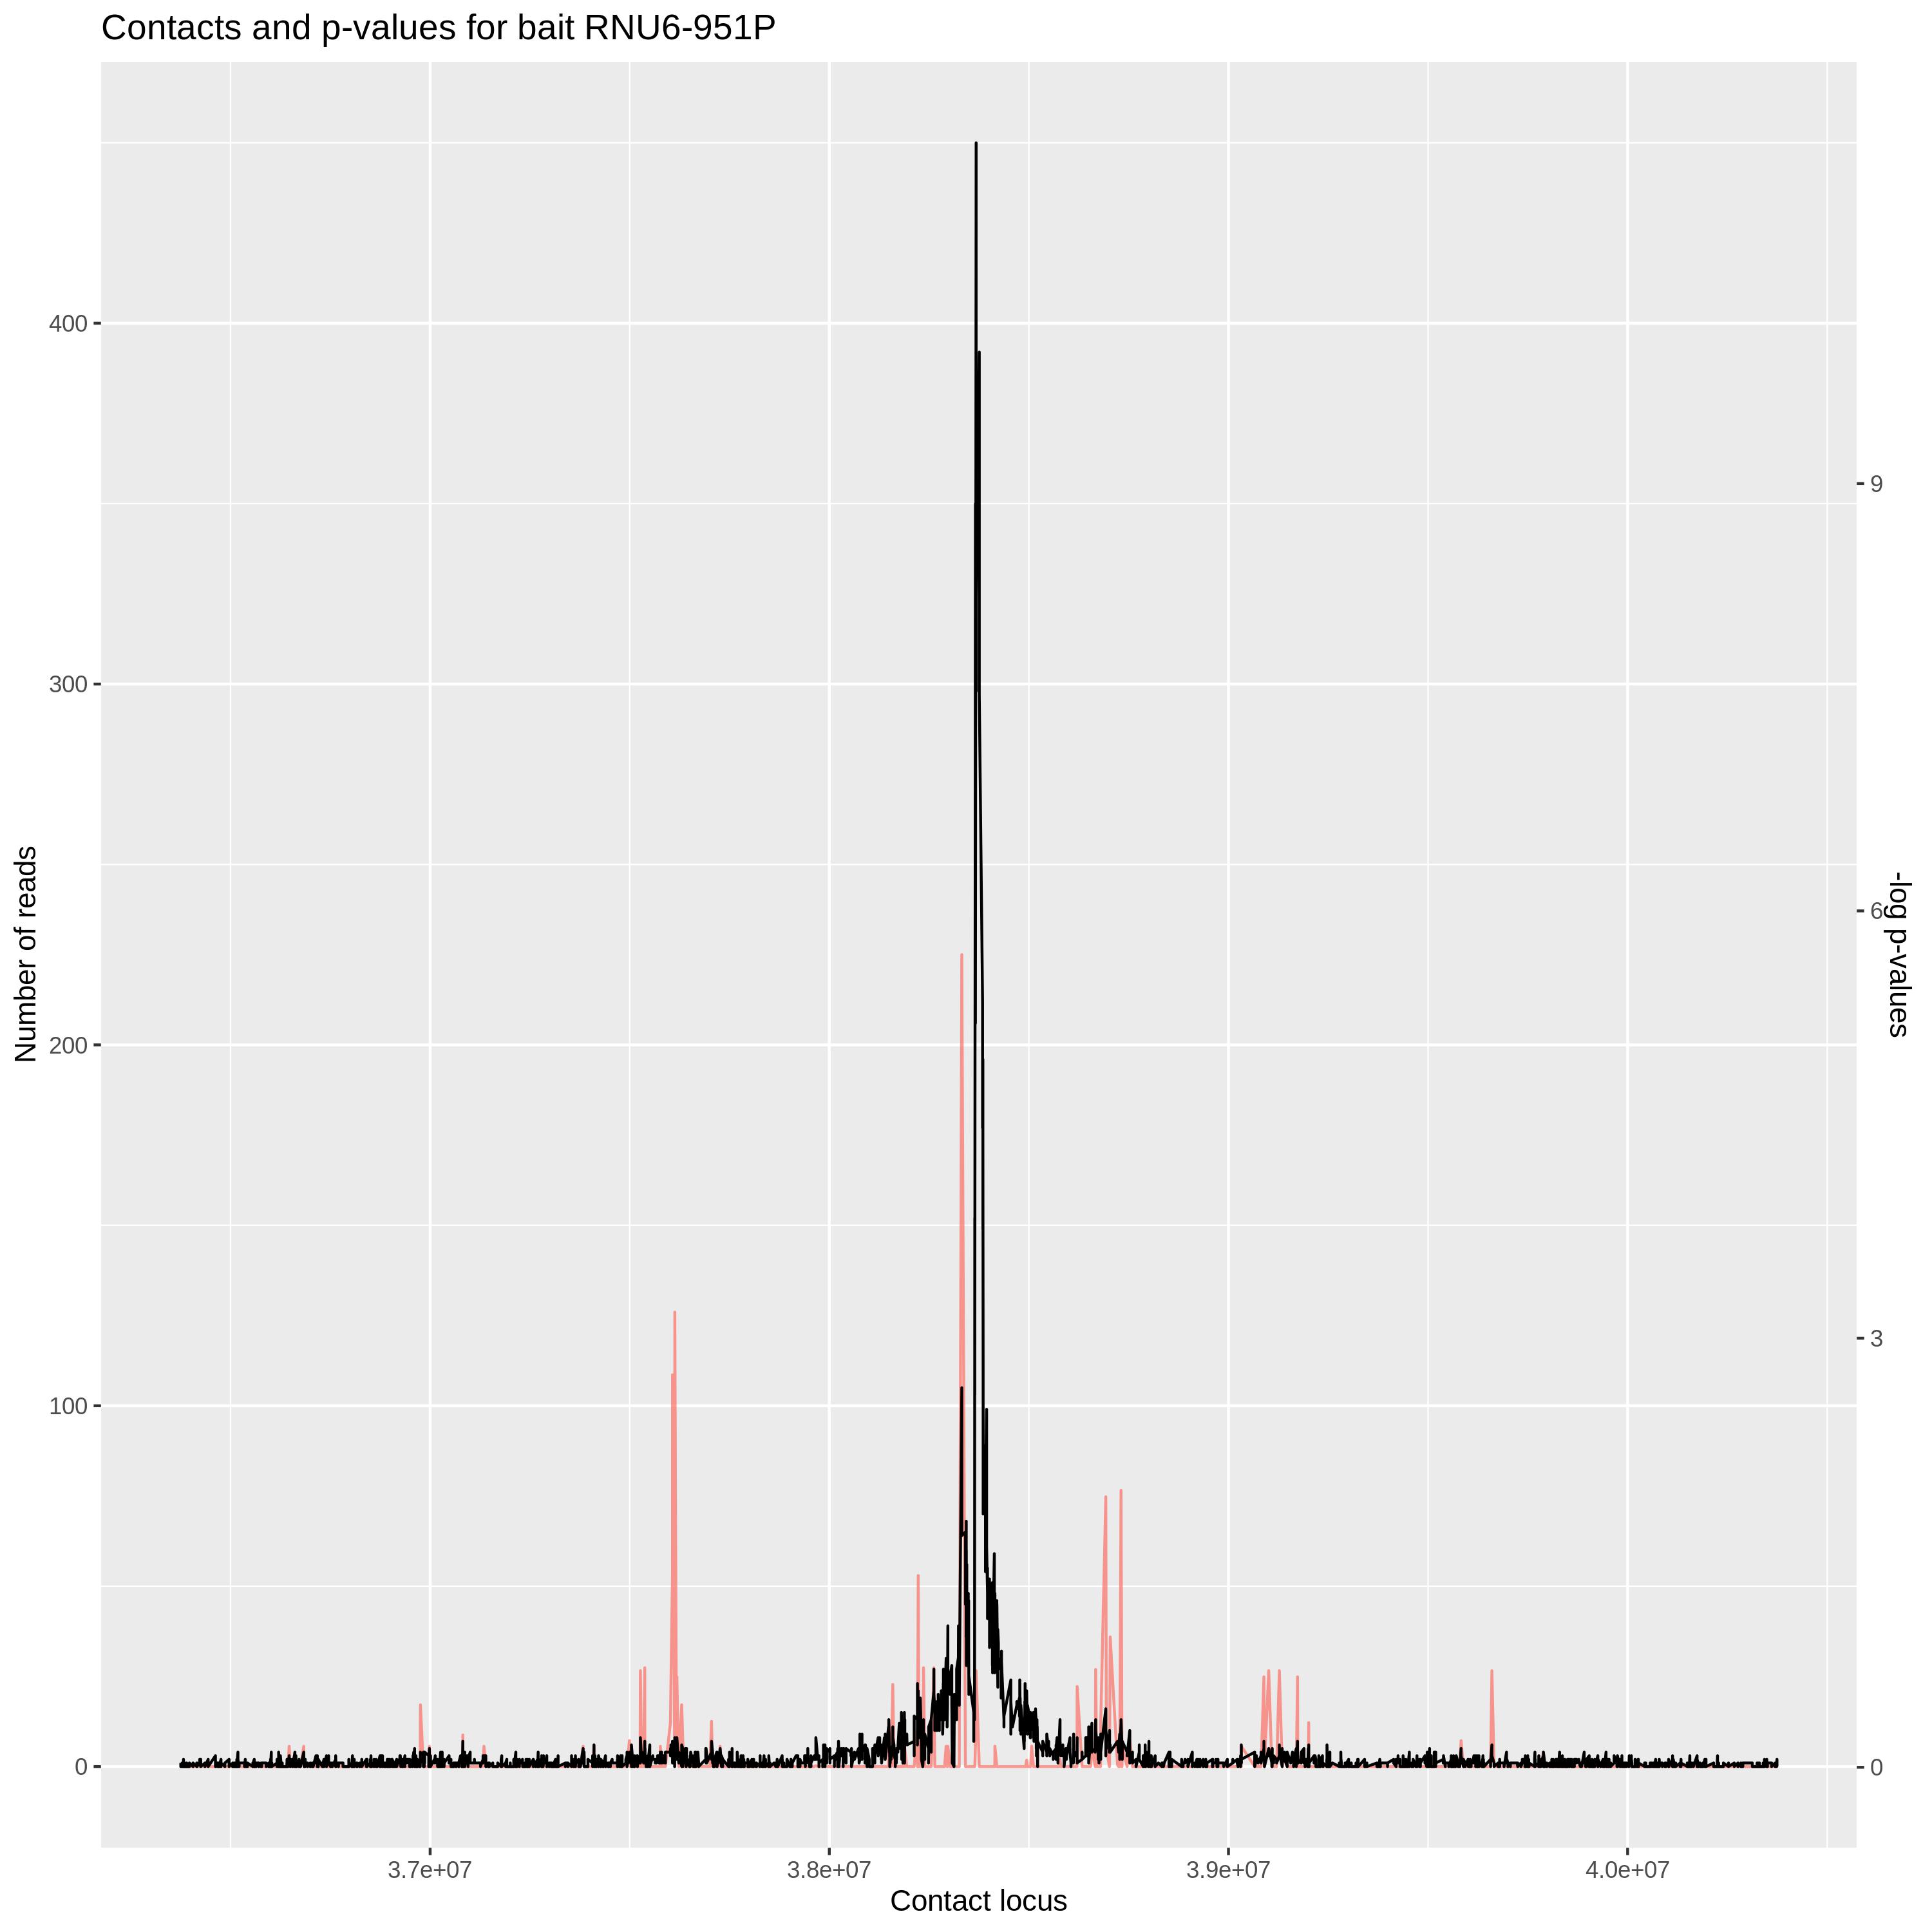 Contacts and p-values for bait RNU6-951P
400
300
200
100
0
Number of reads
9
6
3
0
-log p-values
3.7e+07
3.8e+07
3.9e+07
4.0e+07
Contact locus